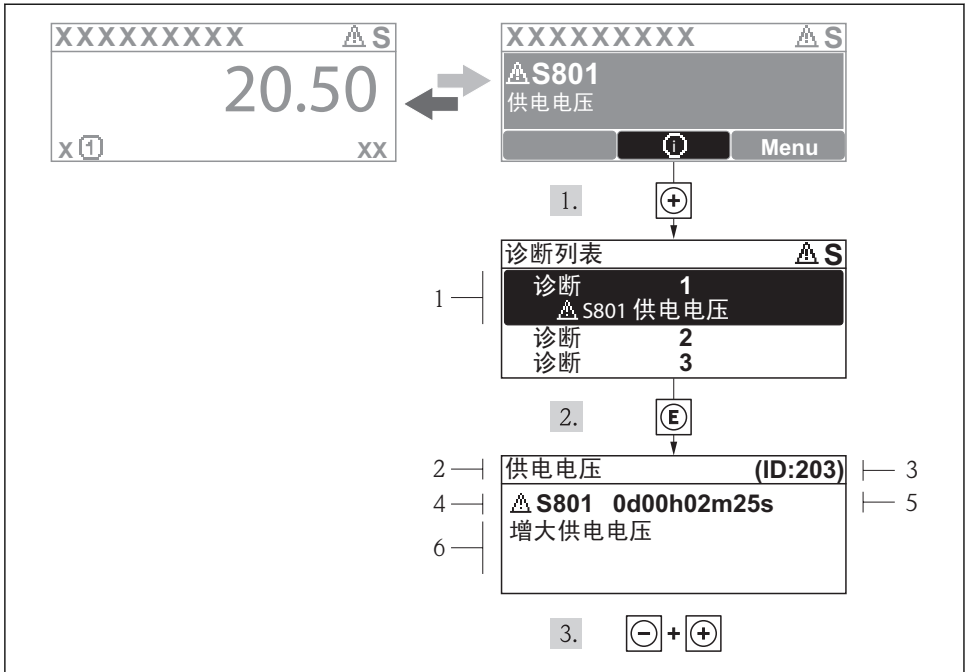 XXXXXXXXX ⚠ S
20.50
x ① xx
XXXXXXXXX ⚠ S
⚠ S801
供电电压
ⓘ Menu
1. +
诊断列表 ⚠ S
诊断 1
⚠ S801 供电电压
诊断 2
诊断 3
1
2. E
供电电压 (ID:203)
2
3
⚠ S801 0d00h02m25s
4
5
增大供电电压
6
3. - + +